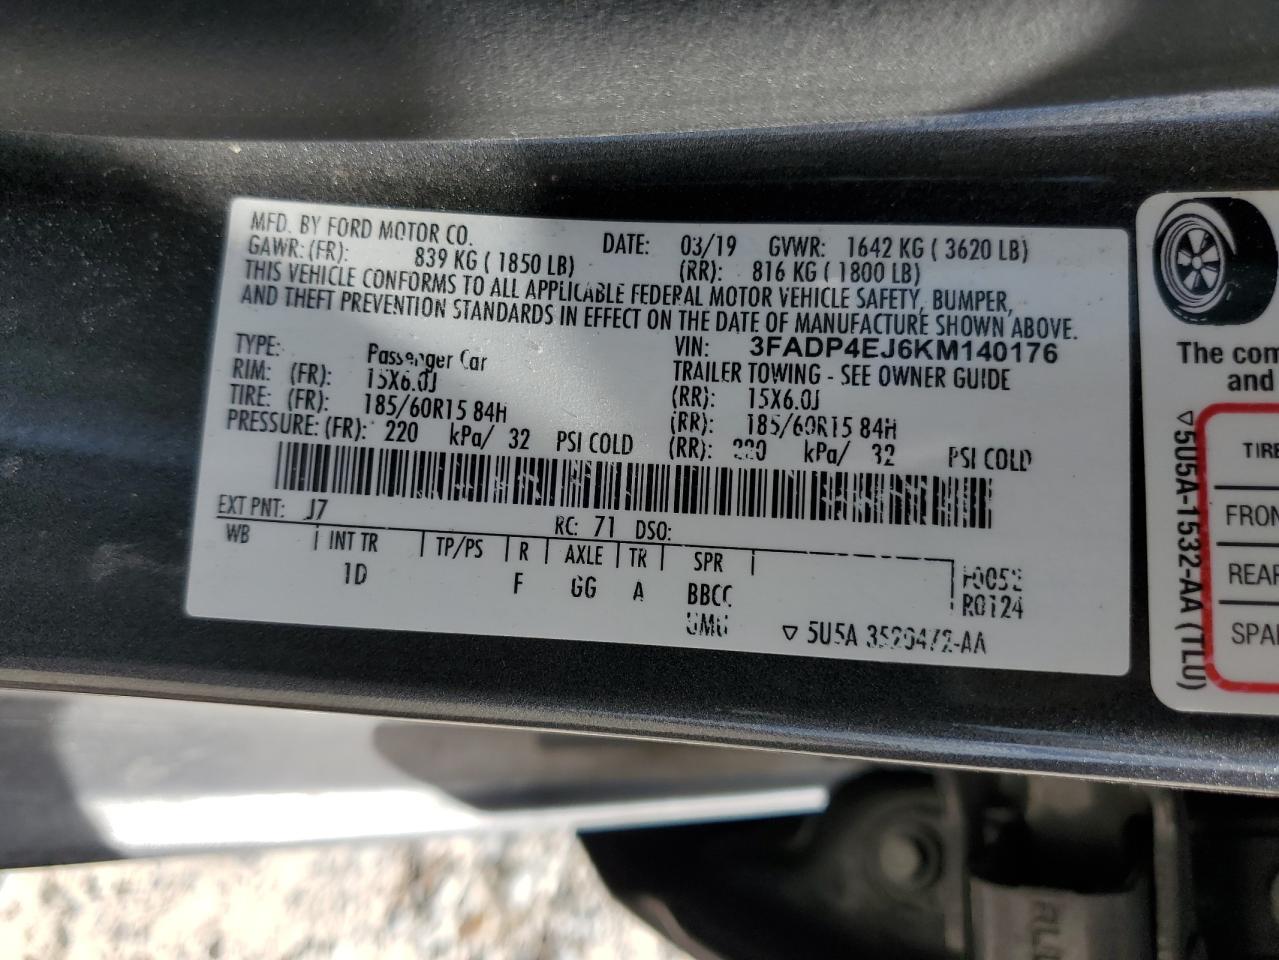 MFD. BY FORD MOTOR CO.
DATE: 03/19 GVWR: 1642 KG ( 3620 LB)
GAWR: (FR): 839 KG ( 1850 LB) (RR): 816 KG ( 1800 LB)
THIS VEHICLE CONFORMS TO ALL APPLICABLE FEDERAL MOTOR VEHICLE SAFETY, BUMPER,
AND THEFT PREVENTION STANDARDS IN EFFECT ON THE DATE OF MANUFACTURE SHOWN ABOVE.
VIN: 3FADP4EJ6KM140176
TYPE: Passenger Car TRAILER TOWING - SEE OWNER GUIDE
RIM: (FR): 15X6.0J (RR): 15X6.0J
TIRE: (FR): 185/60R15 84H (RR): 185/60R15 84H
PRESSURE: (FR): 220 kPa/ 32 PSI COLD (RR): 220 kPa/ 32 PSI COLD
EXT PNT: J7 RC: 71 DSO:
WB INT TR TP/PS R AXLE TR SPR
1D F GG A BBCC
R0124
▽ 5U5A
The
and
TIRE
FRON
REAR
SPA
▽5U5A-1532-AA (TLU)